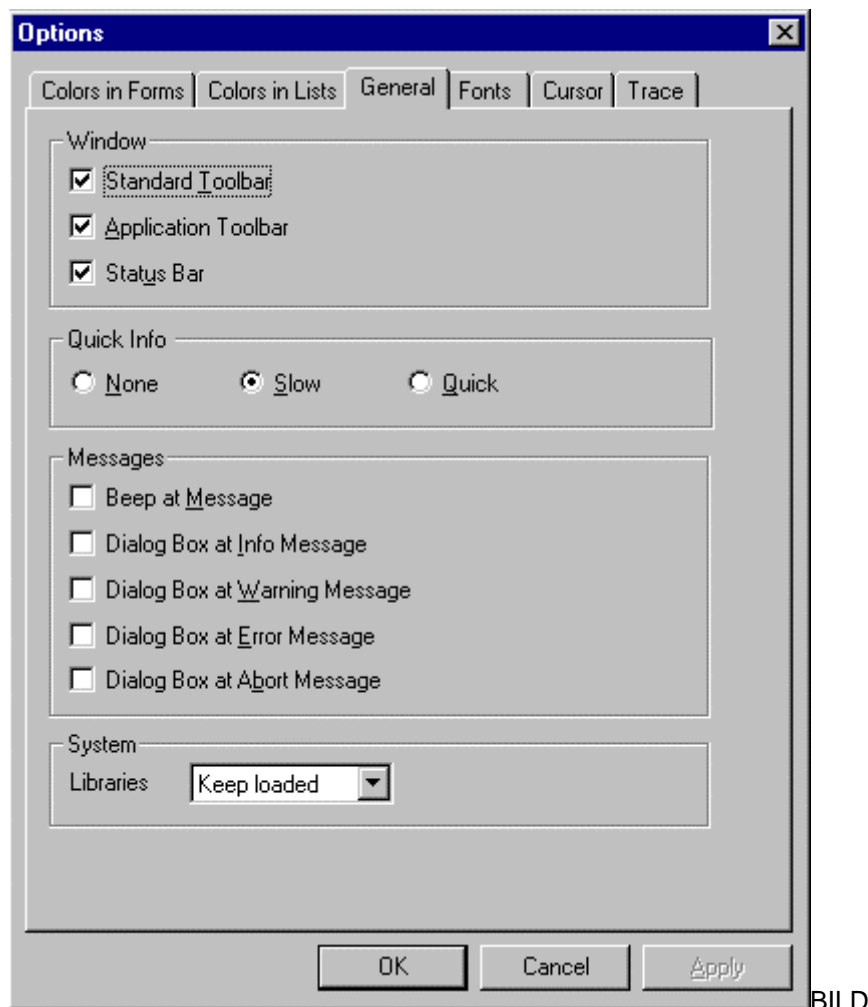 Options
Colors in Forms Colors in Lists General Fonts Cursor Trace
Window
Standard Toolbar
Application Toolbar
Status Bar
Quick Info
None Slow Quick
Messages
Beep at Message
Dialog Box at Info Message
Dialog Box at Warning Message
Dialog Box at Error Message
Dialog Box at Abort Message
System
Libraries Keep loaded
OK Cancel Apply
BILD